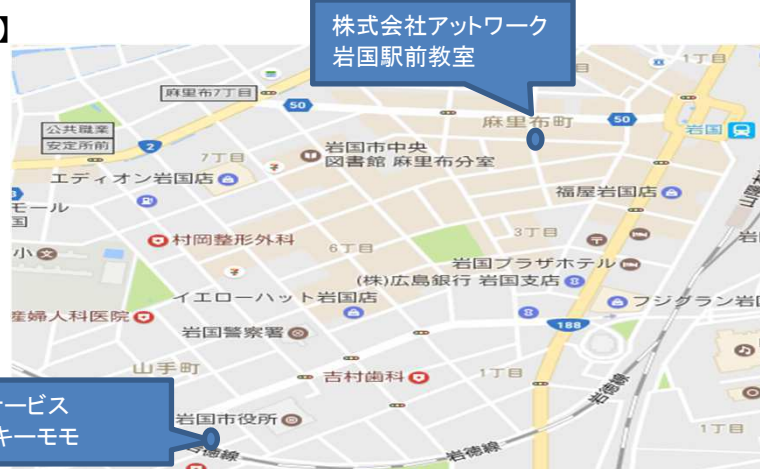 】
株式会社アットワーク
岩国駅前教室
1丁目
麻里布7丁目
50
麻里布町
50
岩国
公共職業
安定所前
2
7丁目
岩国市中央
図書館 麻里布分室
エディオン岩国店
福屋岩国店
モール
国
小
村岡整形外科
6丁目
3丁目
岩国プラザホテル
(株)広島銀行 岩国支店
イエローハット岩国店
フジグラン岩国
産婦人科医院
岩国警察署
188
山手町
吉村歯科
1丁目
岩徳線
ービス
キーモモ
岩国市役所
岩徳線
岩徳線
1丁目